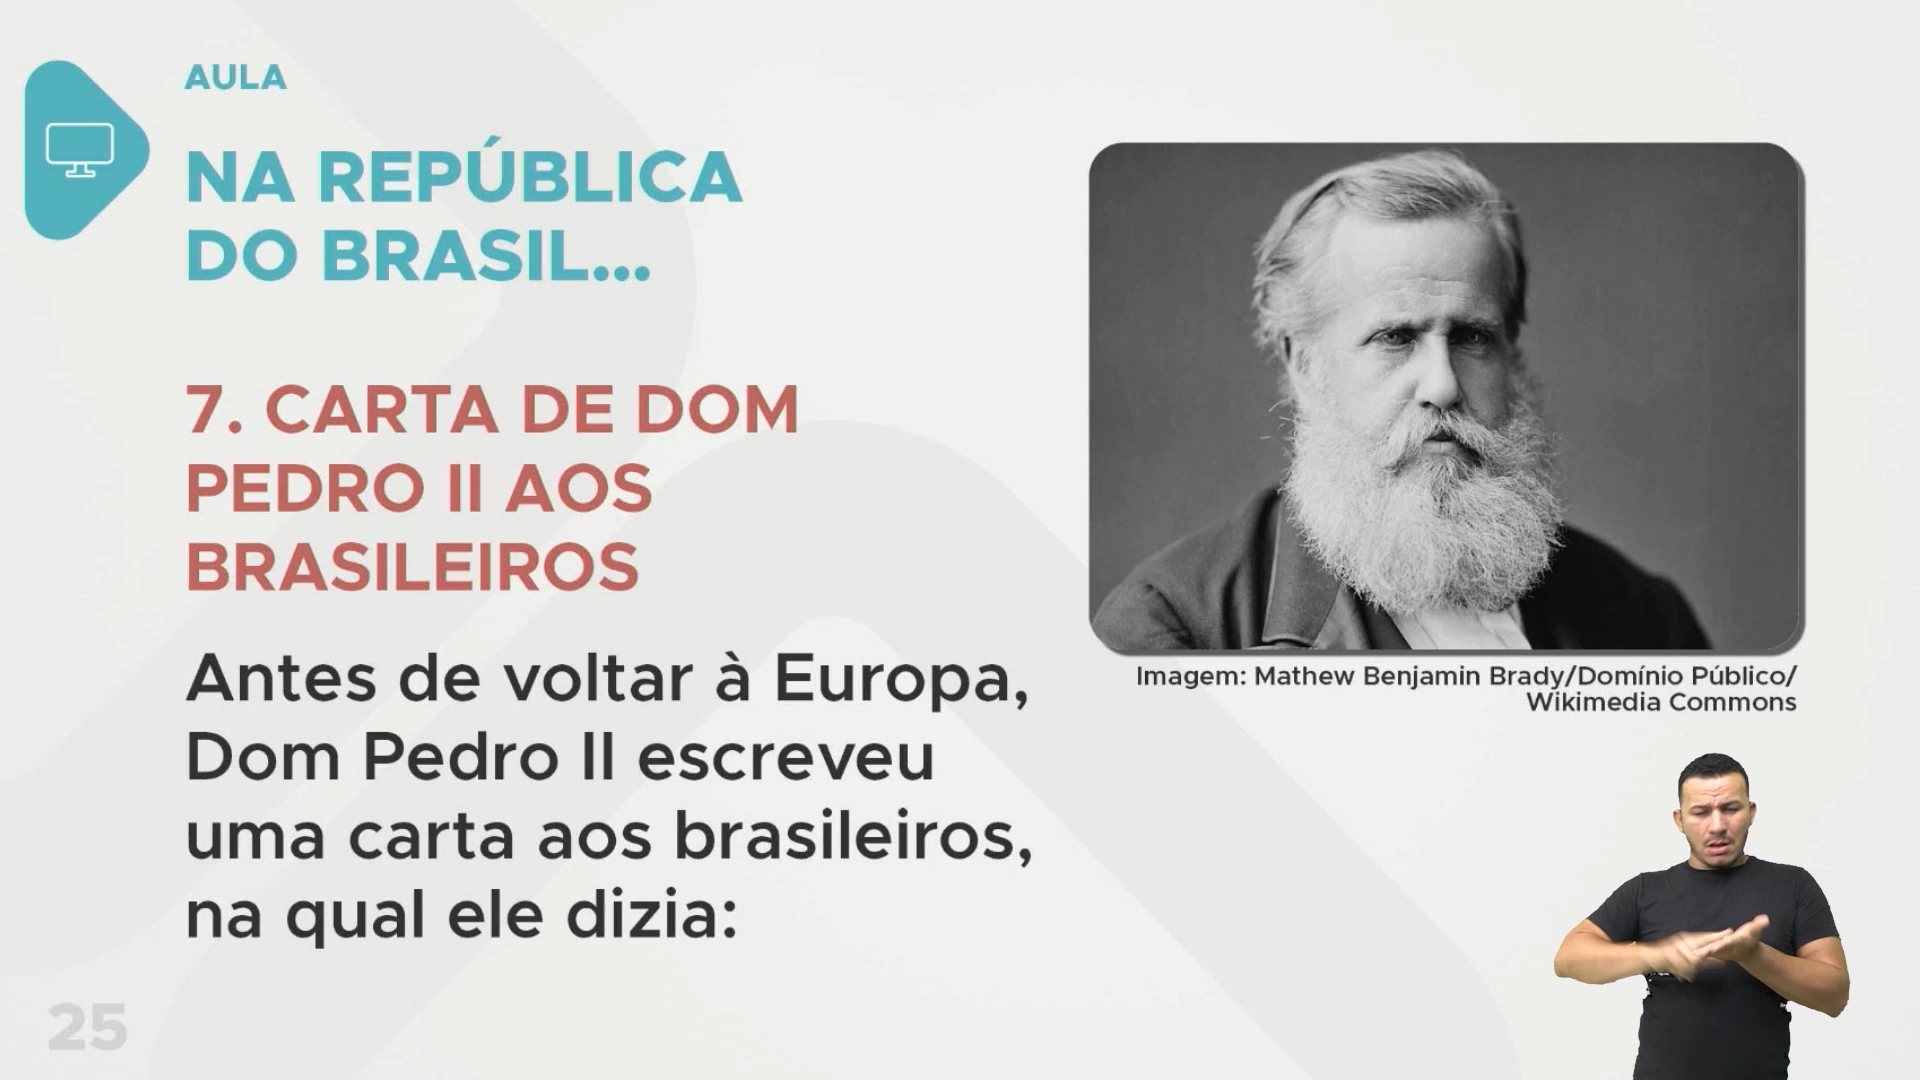 AULA
NA REPÚBLICA
DO BRASIL...
7. CARTA DE DOM
PEDRO II AOS
BRASILEIROS
Antes de voltar à Europa,
Dom Pedro II escreveu
uma carta aos brasileiros,
na qual ele dizia:
Imagem: Mathew Benjamin Brady/Domínio Público/
Wikimedia Commons
25